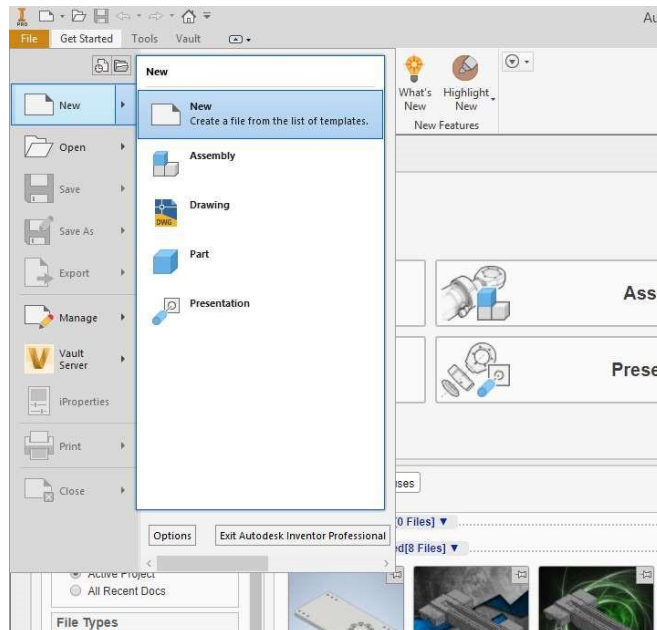 PRO
Au
File Get Started Tools Vault
New
New
New
Create a file from the list of templates.
What's New
Highlight New
New Features
Open
Assembly
Save
Drawing
DWG
Save As
Part
Export
Presentation
Manage
Vault Server
iProperties
Print
Close
Ass
Prese
ses
[0 Files]
ed[8 Files]
Options
Exit Autodesk Inventor Professional
Active Project
All Recent Docs
File Types